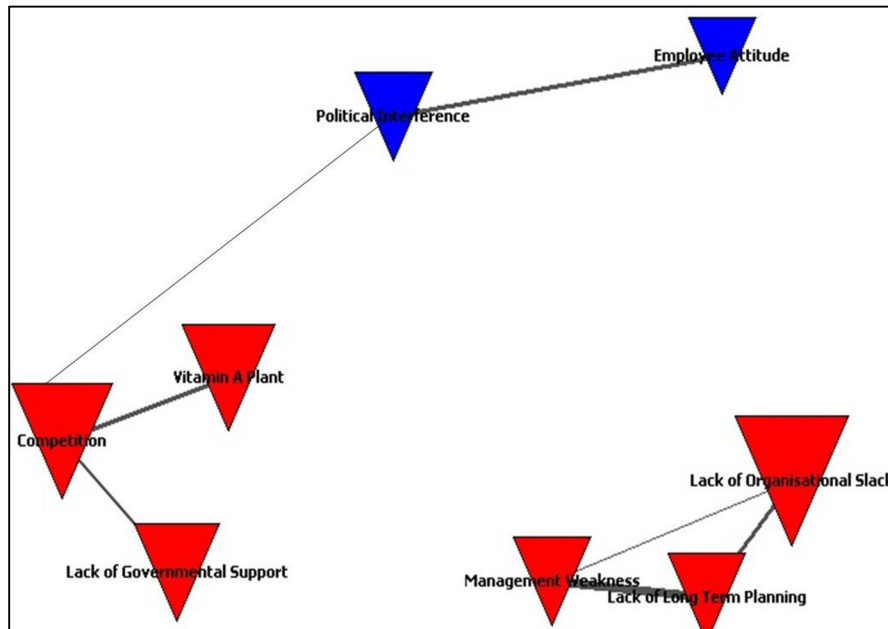 Employee Attitude
Political Interference
Vitamin A Plant
Competition
Lack of Organisational Slack
Lack of Governmental Support
Management Weakness
Lack of Long Term Planning